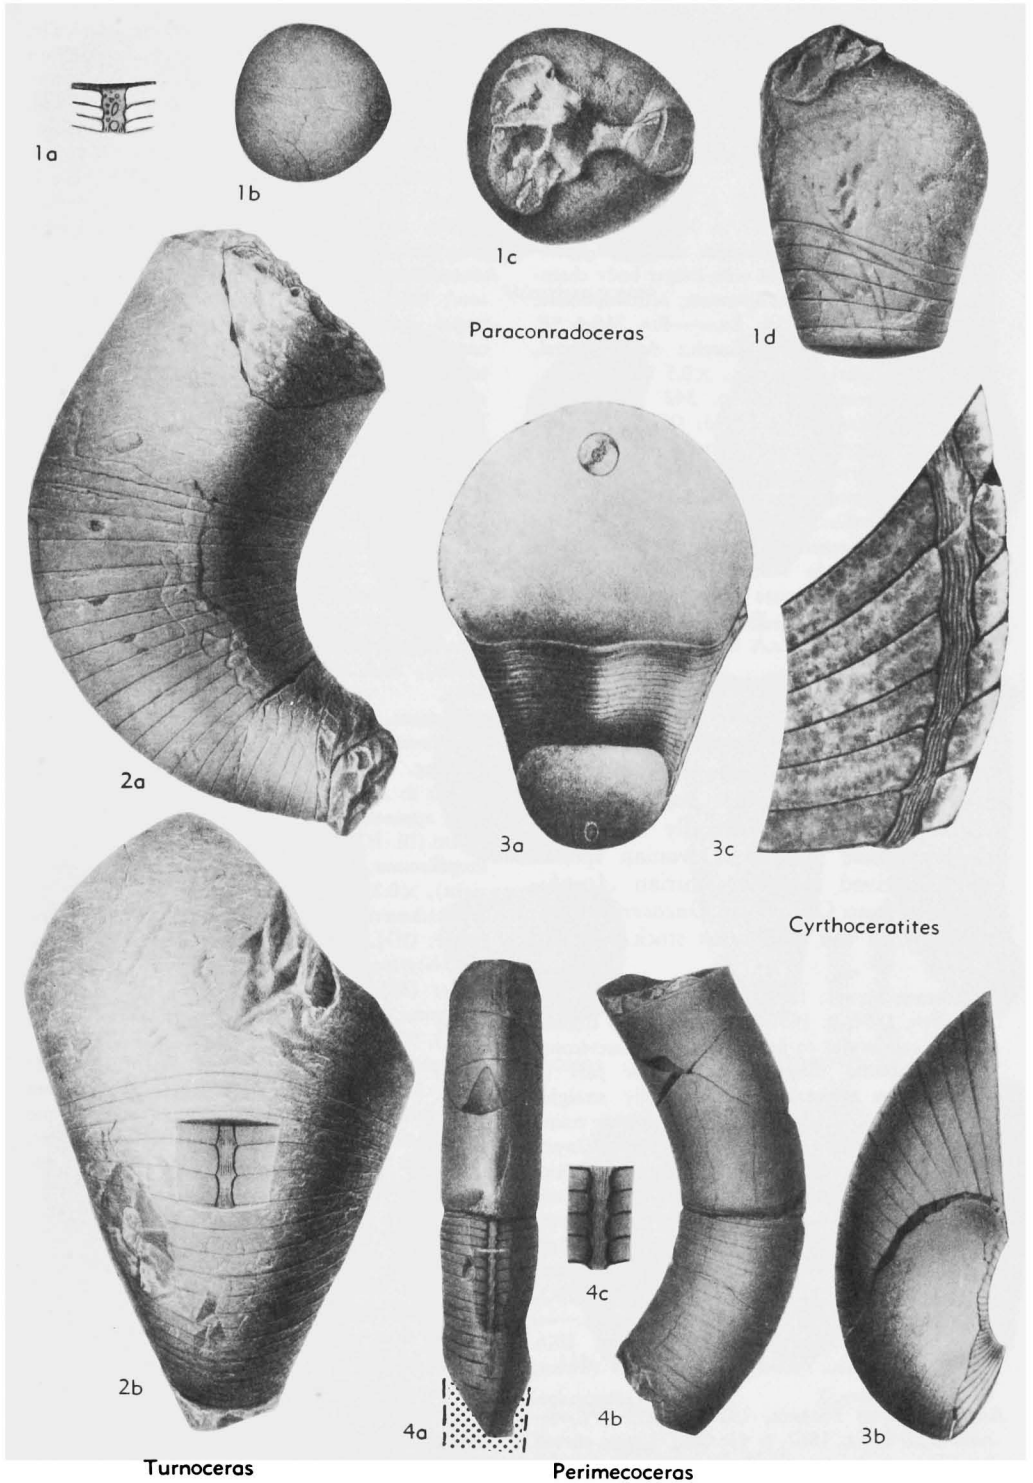 1a
1b
1c
1d
Paraconradoceras
2a
3a
3c
Cyrthoceratites
2b
4a
4c
4b
3b
Turnoceras
Perimecoceras